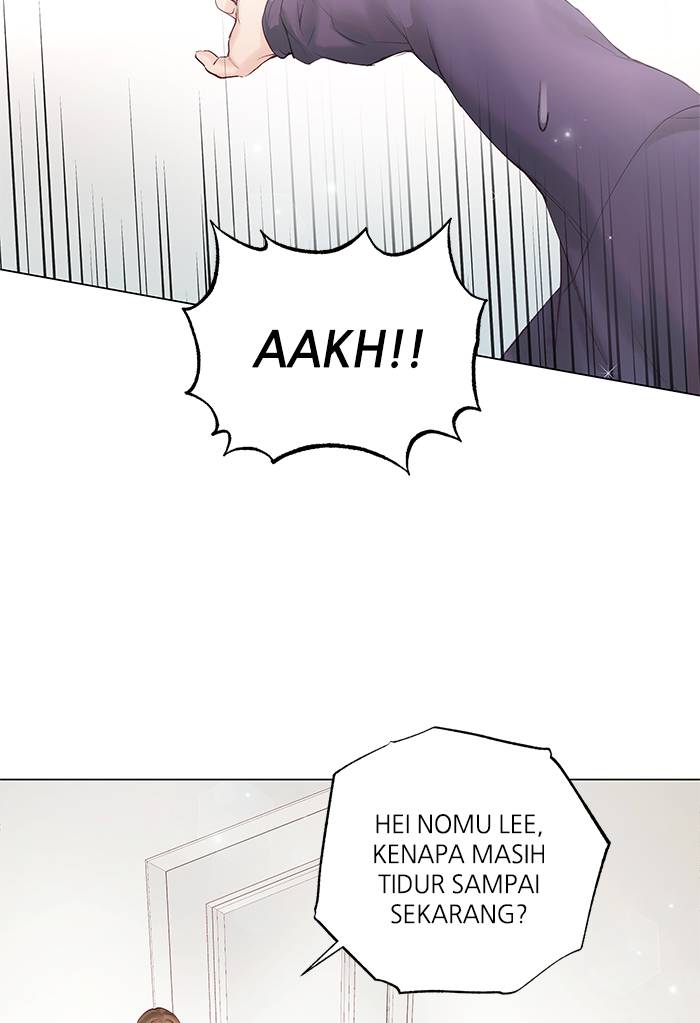 AAKH!!
HEI NOMU LEE,
KENAPA MASIH
TIDUR SAMPAI
SEKARANG?